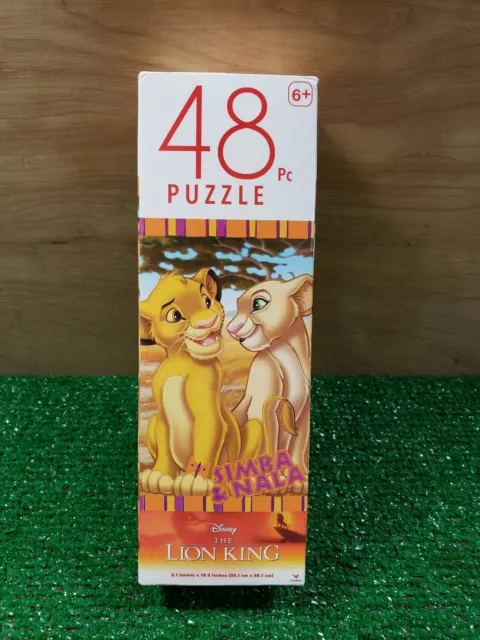 6+
48 Pc
PUZZLE
SIMBA
& NALA
Disney
THE
LION KING